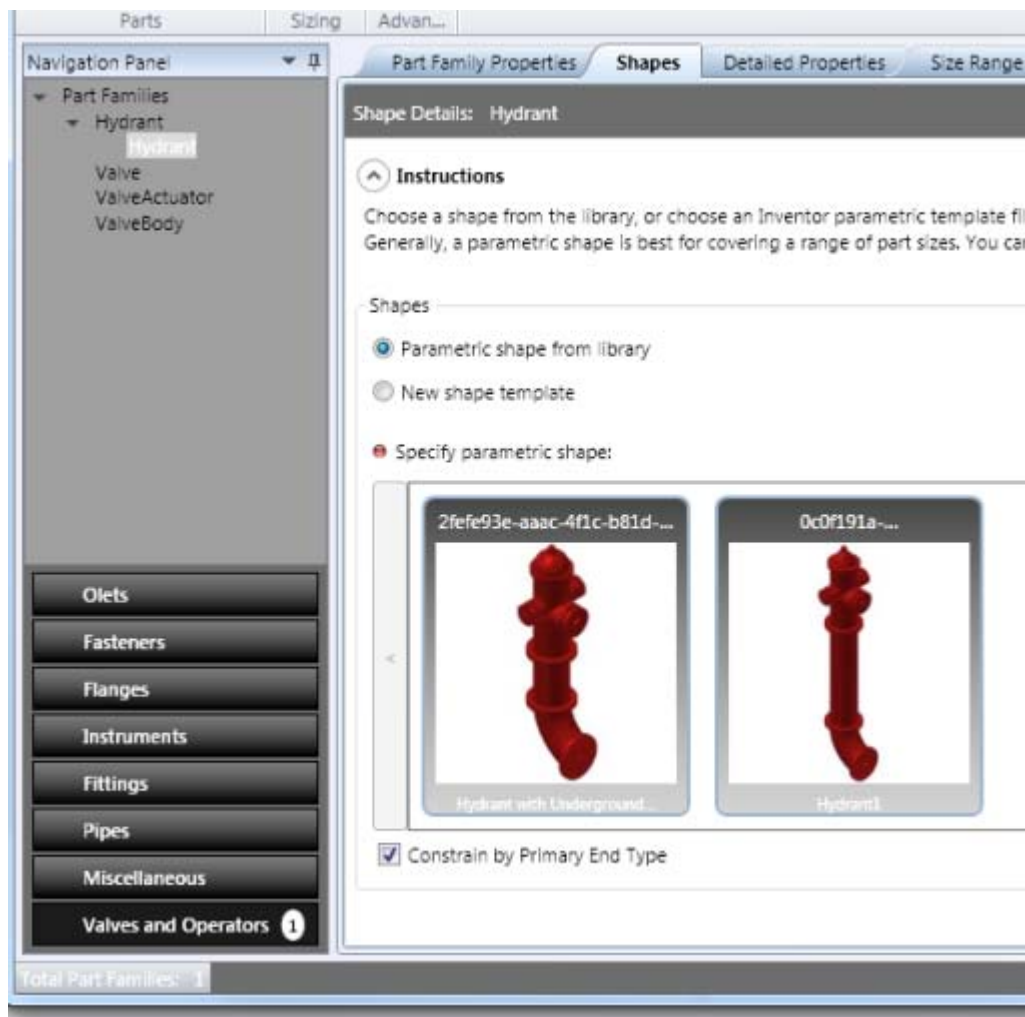 Parts
Sizing
Advan...
Navigation Panel
Part Families
Hydrant
Hydrant
Valve
ValveActuator
ValveBody
Olets
Fasteners
Flanges
Instruments
Fittings
Pipes
Miscellaneous
Valves and Operators 1
Total Part Families: 1
Part Family Properties
Shapes
Detailed Properties
Size Range
Shape Details: Hydrant
Instructions
Choose a shape from the library, or choose an Inventor parametric template
Generally, a parametric shape is best for covering a range of part sizes. You
Shapes
Parametric shape from library
New shape template
Specify parametric shape:
2fefe93e-aaac-4f1c-b81d-...
0c0f191a-...
<
Hydrant with Underground...
Hydrant1
Constrain by Primary End Type